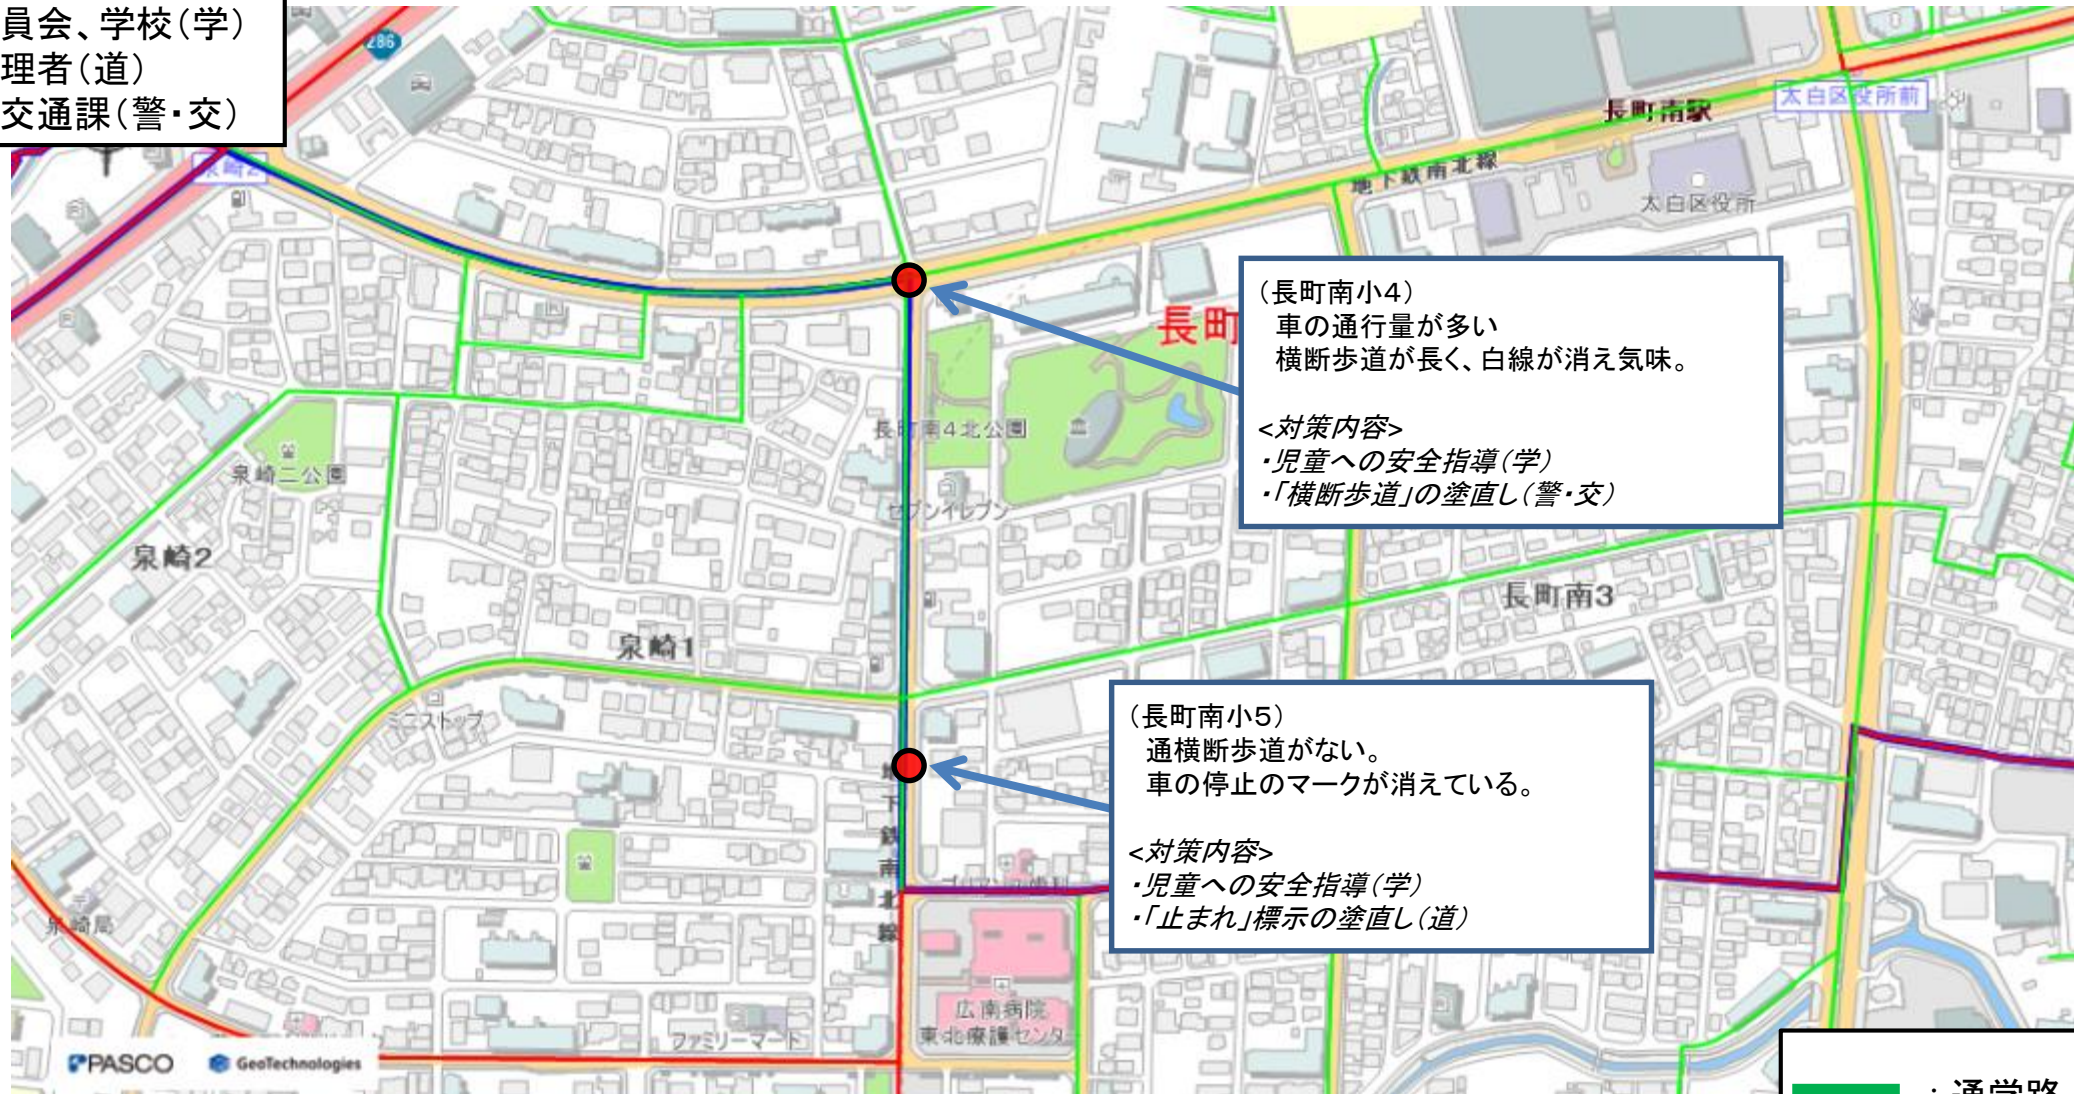 員会、学校(学)
理者(道)
交通課(警・交)
286
泉崎2
長町南駅
太白区役所前
地下鉄南北線
太白区役所
(長町南小4)
車の通行量が多い
横断歩道が長く、白線が消え気味。
<対策内容>
・児童への安全指導(学)
・「横断歩道」の塗直し(警・交)
長町
長町南4北公園
泉崎二公園
セブンイレブン
泉崎2
長町南3
泉崎1
ミニストップ
(長町南小5)
通横断歩道がない。
車の停止のマークが消えている。
<対策内容>
・児童への安全指導(学)
・「止まれ」標示の塗直し(道)
地下鉄南北線
泉崎局
広南病院
東北療護センタ
ファミリーマート
PASCO
GeoTechnologies
:通学路